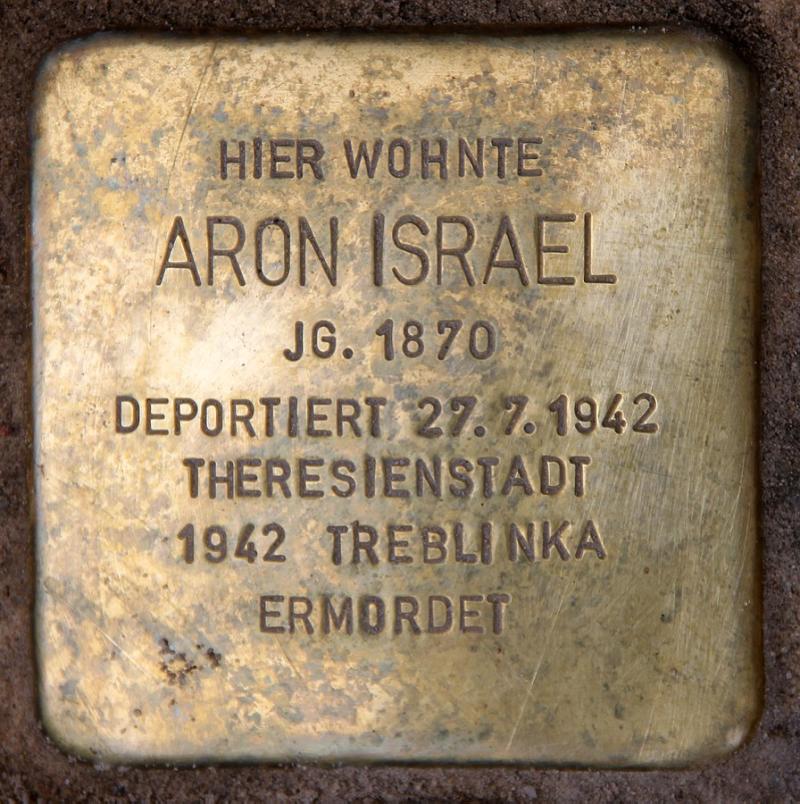 HIER WOHNTE
ARON ISRAEL
JG. 1870
DEPORTIERT 27. 7. 1942
THERESIENSTADT
1942 TREBLINKA
ERMORDET